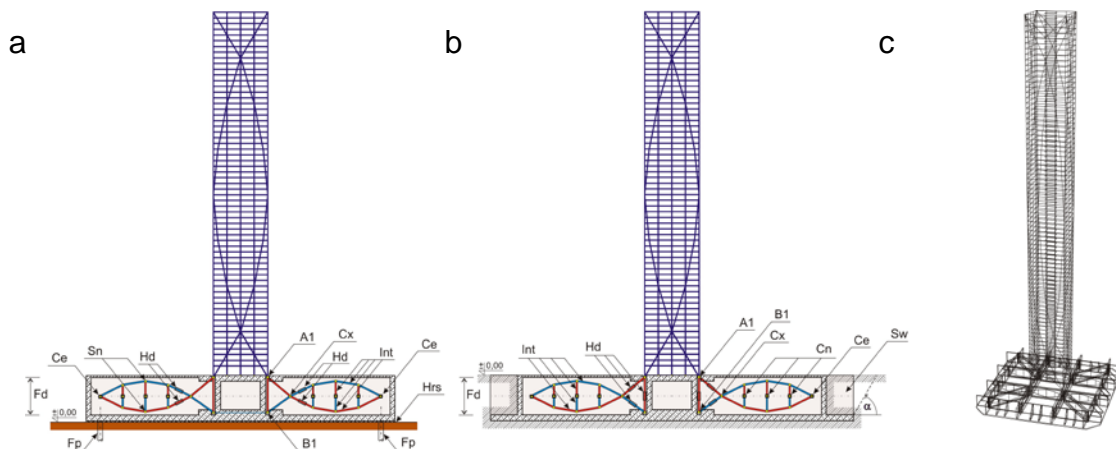 a
b
c
Ce
Sn
Hd
A1
Cx
Hd
Int
Ce
Hrs
Fd
±0,00
Fp
B1
Fp
Int
Hd
A1
B1
Cx
Cn
Ce
Sw
±0,00
Fd
α